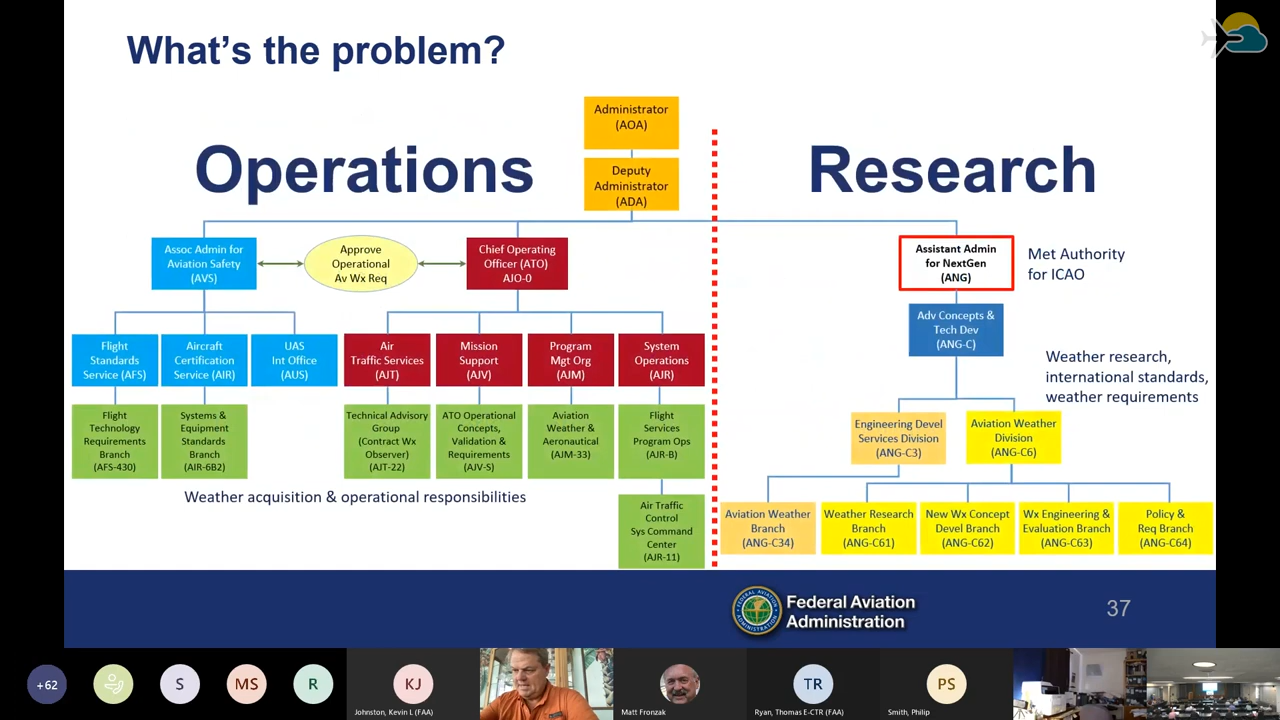 What's the problem?
Operations
Research
Administrator
(AOA)
Deputy
Administrator
(ADA)
Assoc Admin for
Aviation Safety
(AVS)
Approve
Operational
Av Wx Req
Chief Operating
Officer (ATO)
AJO-0
Assistant Admin
for NextGen
(ANG)
Met Authority
for ICAO
Adv Concepts &
Tech Dev
(ANG-C)
Flight
Standards
Service (AFS)
Aircraft
Certification
Service (AIR)
UAS
Int Office
(AUS)
Air
Traffic Services
(AJT)
Mission
Support
(AJV)
Program
Mgt Org
(AJM)
System
Operations
(AJR)
Weather research,
international standards,
weather requirements
Flight
Technology
Requirements
Branch
(AFS-430)
Systems &
Equipment
Standards
Branch
(AIR-6B2)
Technical Advisory
Group
(Contract Wx
Observer)
(AJT-22)
ATO Operational
Concepts,
Validation &
Requirements
(AJV-S)
Aviation
Weather &
Aeronautical
(AJM-33)
Flight
Services
Program Ops
(AJR-B)
Engineering Devel
Services Division
(ANG-C3)
Aviation Weather
Division
(ANG-C6)
Weather acquisition & operational responsibilities
Air Traffic
Control
Sys Command
Center
(AJR-11)
Aviation Weather
Branch
(ANG-C34)
Weather Research
Branch
(ANG-C61)
New Wx Concept
Devel Branch
(ANG-C62)
Wx Engineering &
Evaluation Branch
(ANG-C63)
Policy &
Req Branch
(ANG-C64)
Federal Aviation
Administration
37
+62
S
MS
R
KJ
TR
PS
Johnston, Kevin L (FAA)
Matt Fronzak
Ryan, Thomas E-CTR (FAA)
Smith, Philip